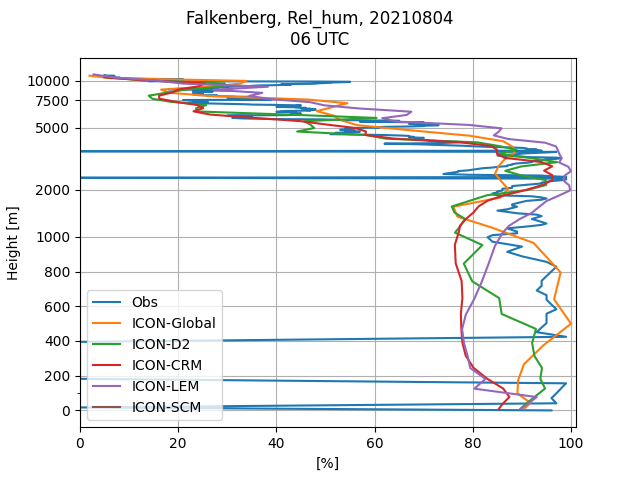 Falkenberg, Rel_hum, 20210804
06 UTC
Height [m]
10000
7500
5000
2000
1000
800
600
400
200
0
Obs
ICON-Global
ICON-D2
ICON-CRM
ICON-LEM
ICON-SCM
0 20 40 60 80 100
[%]